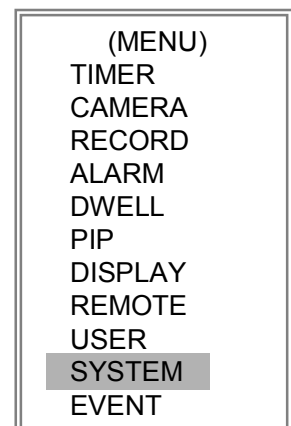 (MENU)
TIMER
CAMERA
RECORD
ALARM
DWELL
PIP
DISPLAY
REMOTE
USER
SYSTEM
EVENT